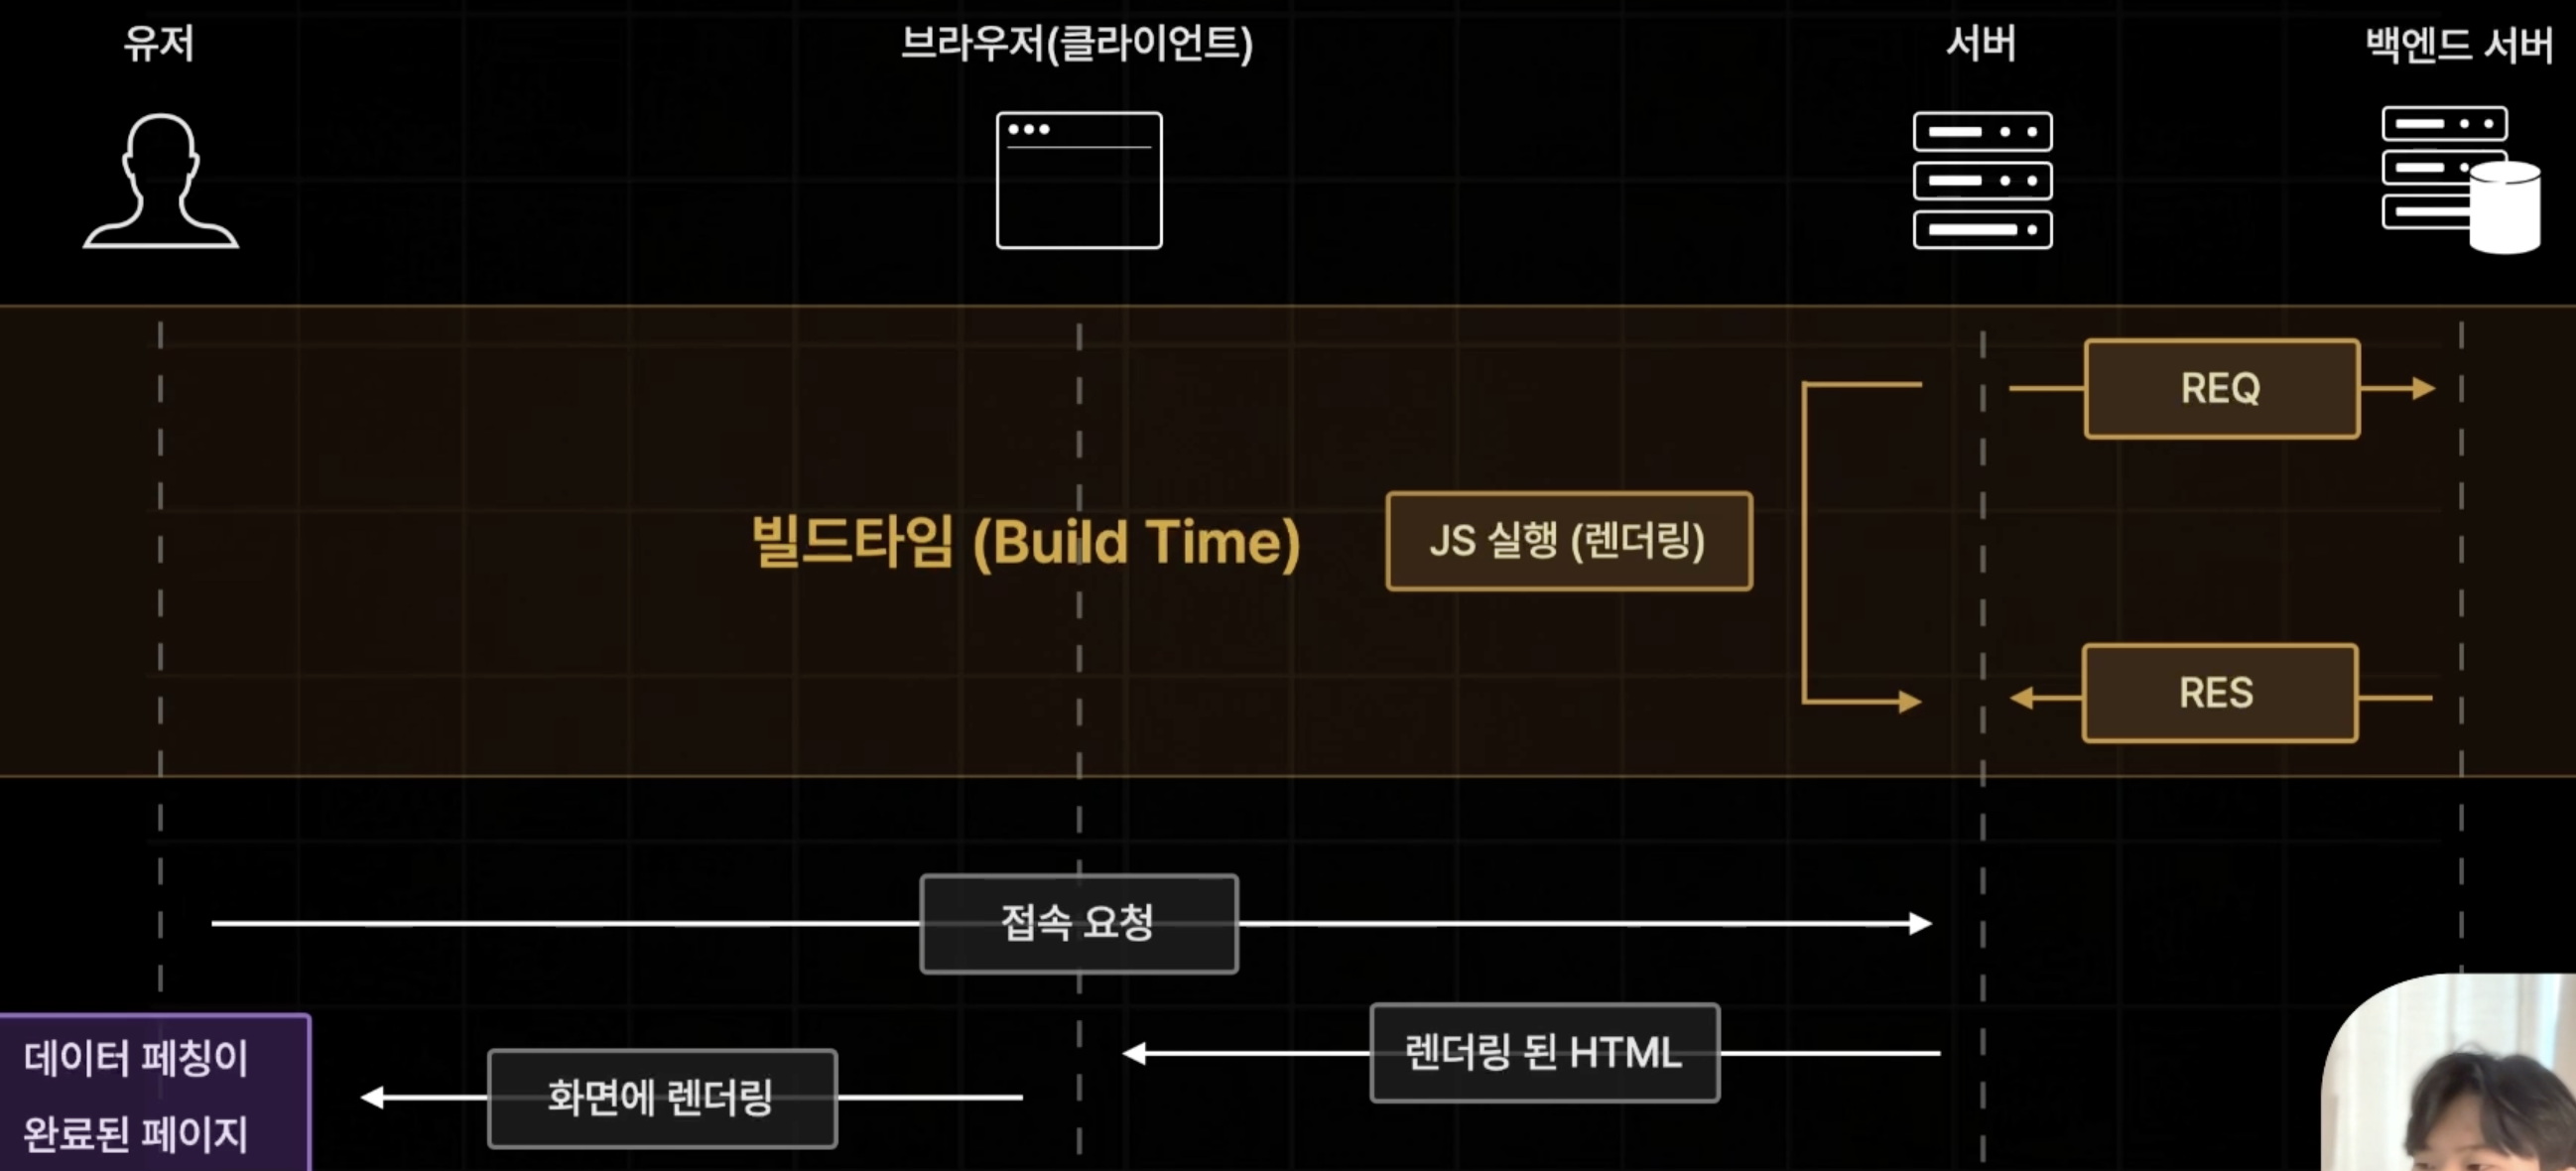 유저
브라우저(클라이언트)
서버
백엔드 서버
REQ
빌드타임 (Build Time)
JS 실행 (렌더링)
RES
접속 요청
렌더링 된 HTML
화면에 렌더링
데이터 페칭이
완료된 페이지